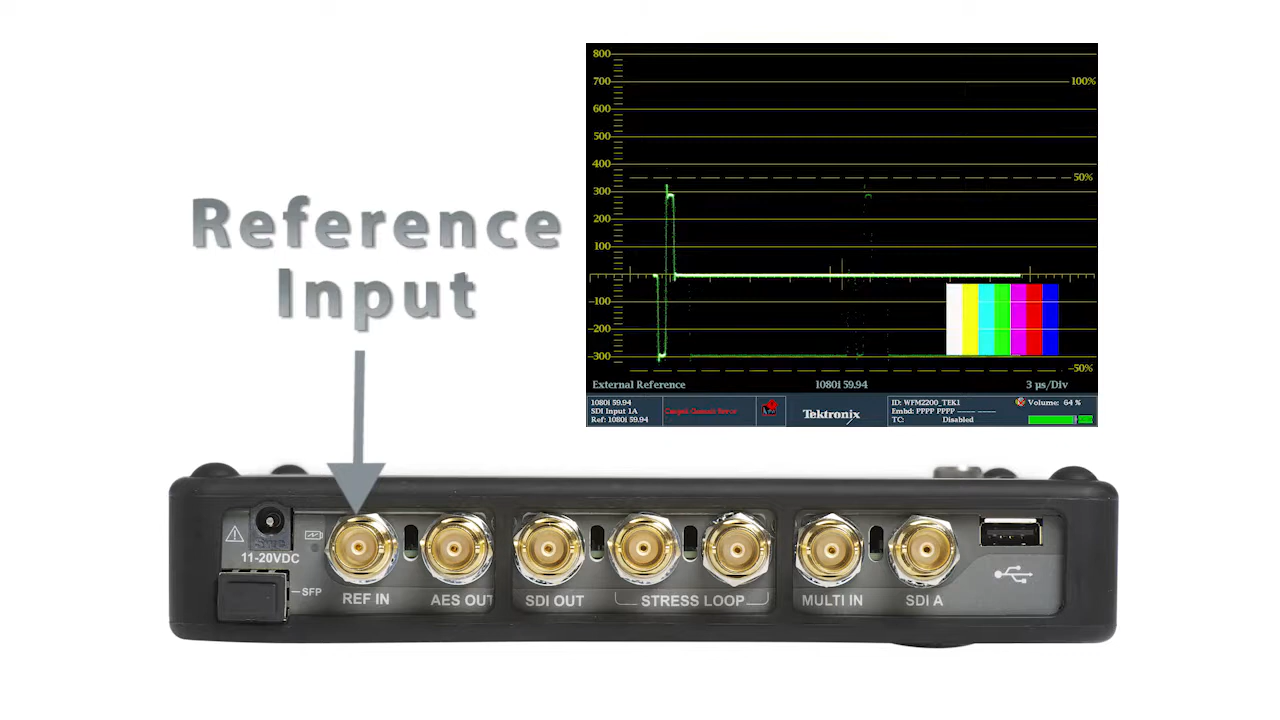 Reference
Input
800
700
600
500
400
300
200
100
-100
-200
-300
100%
50%
-50%
External Reference
1080i 59.94
3 µs/Div
1080i 59.94
SDI Input 1A
Ref: 1080i 59.94
Tektronix
ID: WFM2200_TEK1
Embd: FFFF FFFF ---- ----
TC: Disabled
Volume: 64 %
11-20VDC
SFP
REF IN
AES OUT
SDI OUT
STRESS LOOP
MULTI IN
SDI A